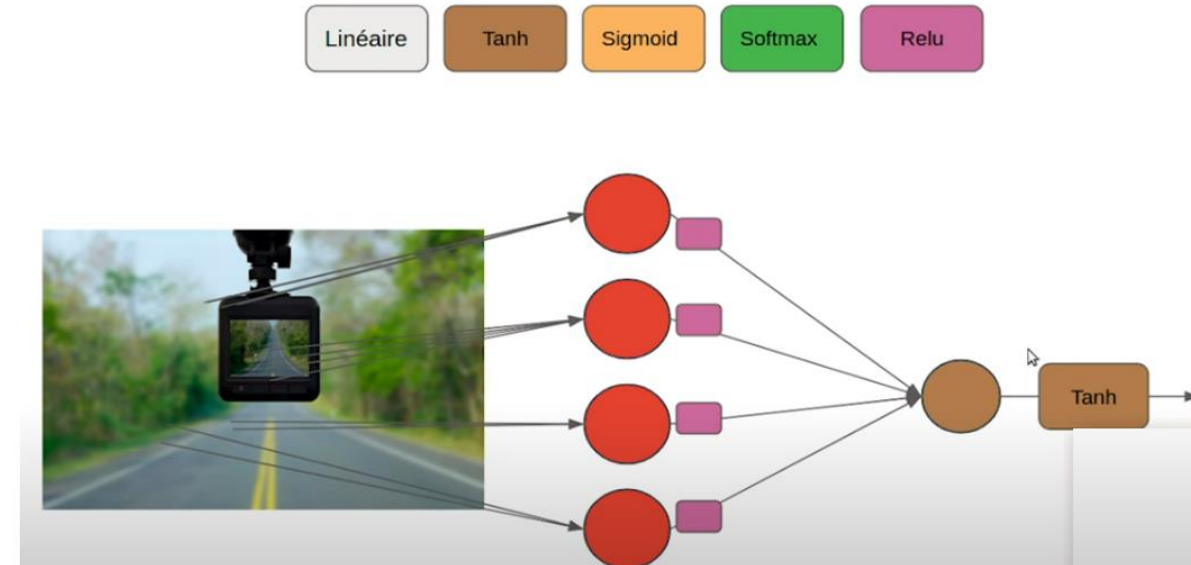 Linéaire
Tanh
Sigmoid
Softmax
Relu
Tanh